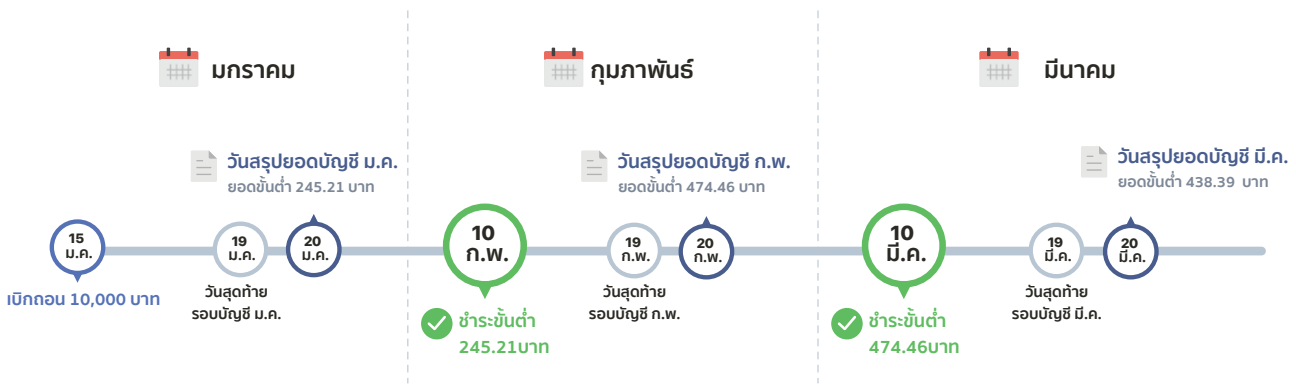 มกราคม
กุมภาพันธ์
มีนาคม
วันสรุปยอดบัญชี ม.ค.
ยอดขั้นต่ำ 245.21 บาท
วันสรุปยอดบัญชี ก.พ.
ยอดขั้นต่ำ 474.46 บาท
วันสรุปยอดบัญชี มี.ค.
ยอดขั้นต่ำ 438.39 บาท
15
ม.ค.
19
ม.ค.
20
ม.ค.
10
ก.พ.
19
ก.พ.
20
ก.พ.
10
มี.ค.
19
มี.ค.
20
มี.ค.
เบิกถอน 10,000 บาท
วันสุดท้าย
รอบบัญชี ม.ค.
ชำระขั้นต่ำ
245.21บาท
วันสุดท้าย
รอบบัญชี ก.พ.
ชำระขั้นต่ำ
474.46บาท
วันสุดท้าย
รอบบัญชี มี.ค.